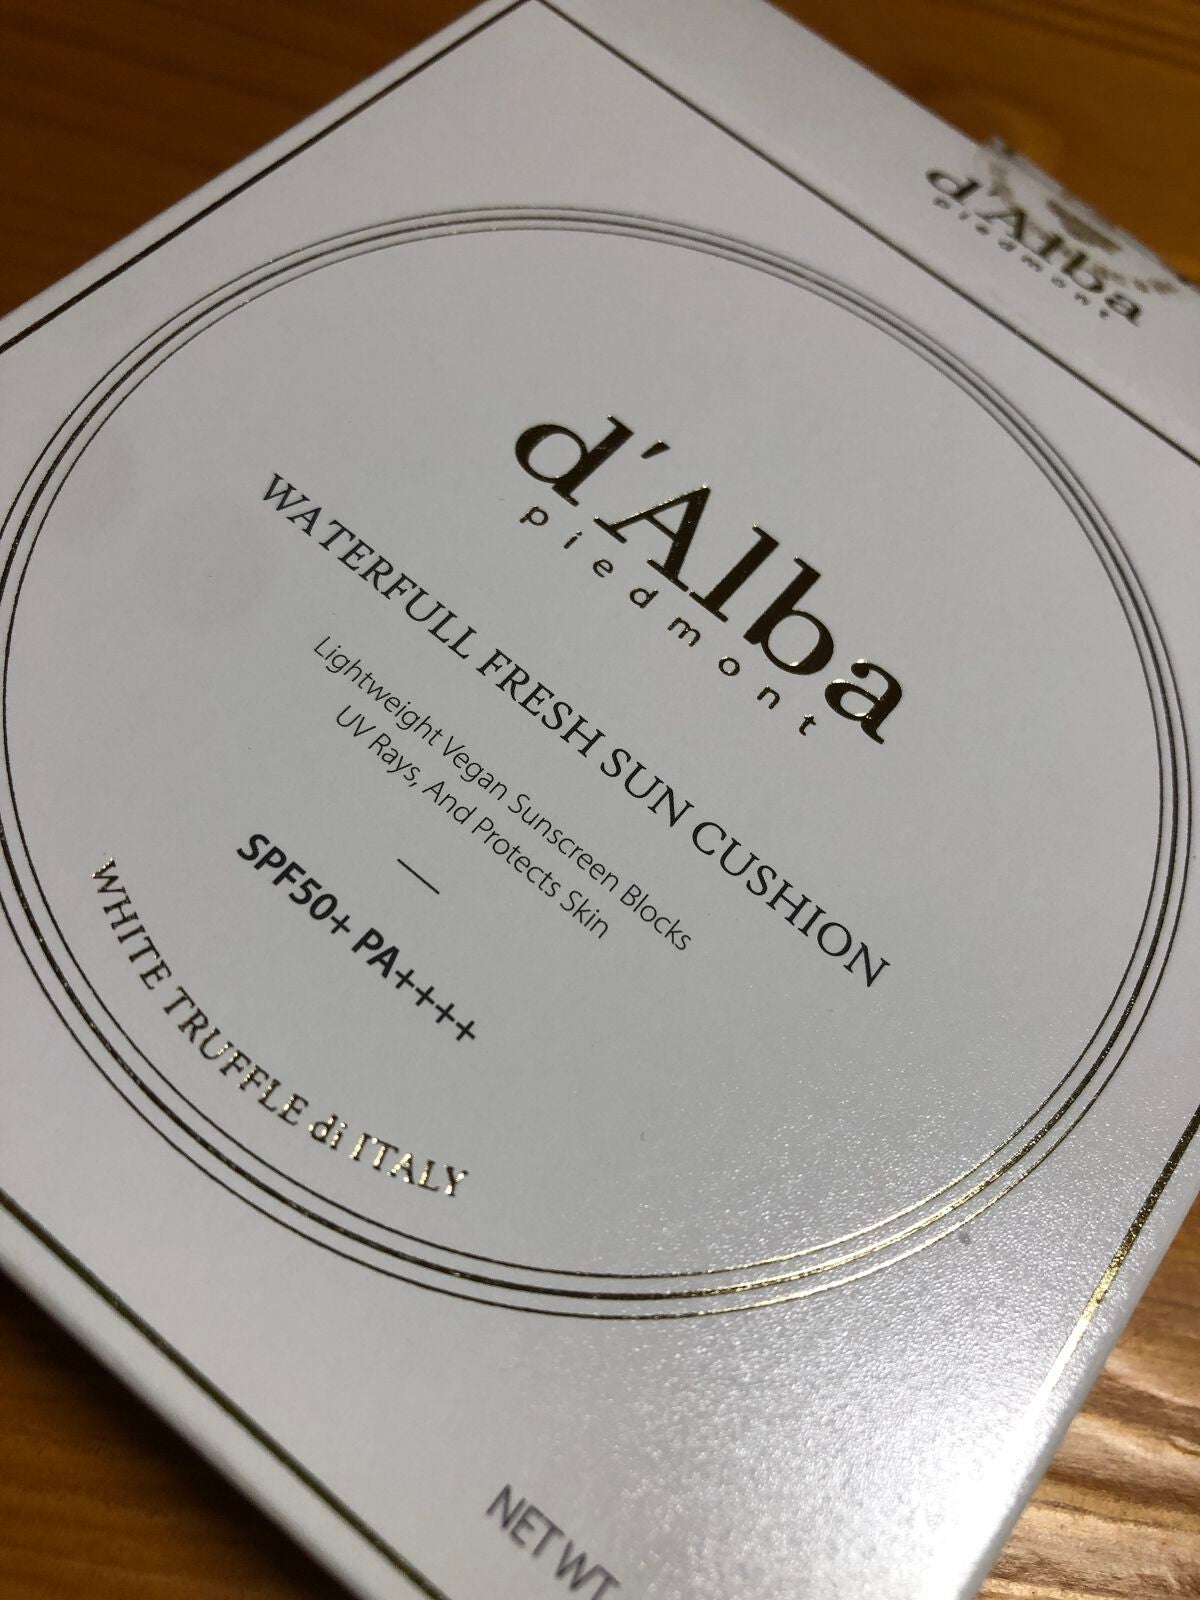 d'Alba
piedmont
d'Alba
piedmont
WATERFULL FRESH SUN CUSHION
Lightweight Vegan Sunscreen Blocks
UV Rays, And Protects Skin
SPF50+ PA++++
WHITE TRUFFLE di ITALY
NET WT.